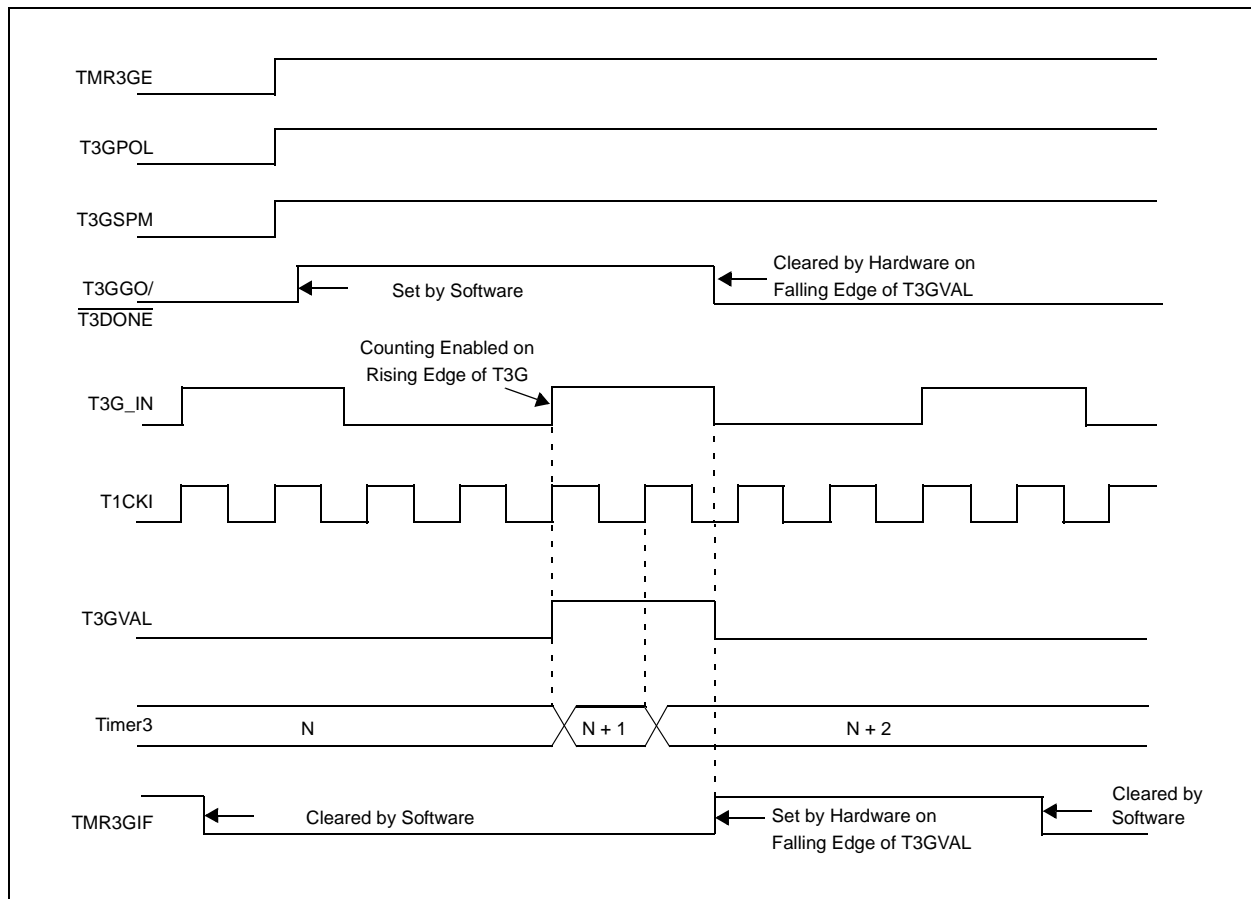 TMR3GE
T3GPOL
T3GSPM
T3GGO/
T3DONE
Set by Software
Cleared by Hardware on
Falling Edge of T3GVAL
Counting Enabled on
Rising Edge of T3G
T3G_IN
T1CKI
T3GVAL
Timer3
N
N + 1
N + 2
TMR3GIF
Cleared by Software
Set by Hardware on
Falling Edge of T3GVAL
Cleared by
Software